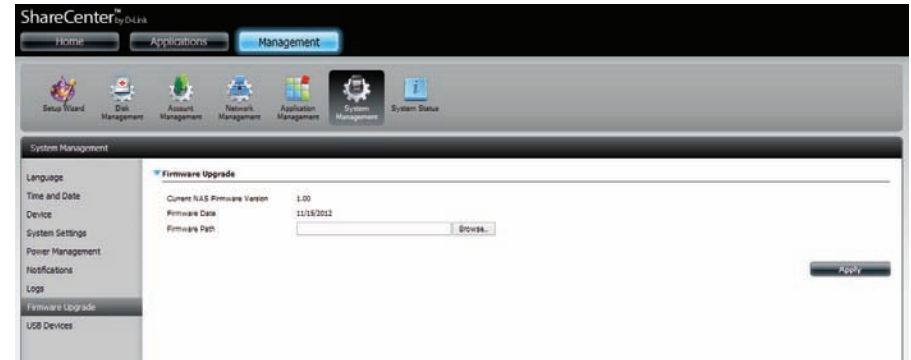 ShareCenter™ by D-Link
Home Applications Management
Setup Wizard Disk Management Account Management Network Management Application Management System Management System Status
System Management
Language
Time and Date
Device
System Settings
Power Management
Notifications
Logs
Firmware Upgrade
USB Devices
Firmware Upgrade
Current NAS Firmware Version 1.00
Firmware Date 11/19/2012
Firmware Path Browse..
Apply